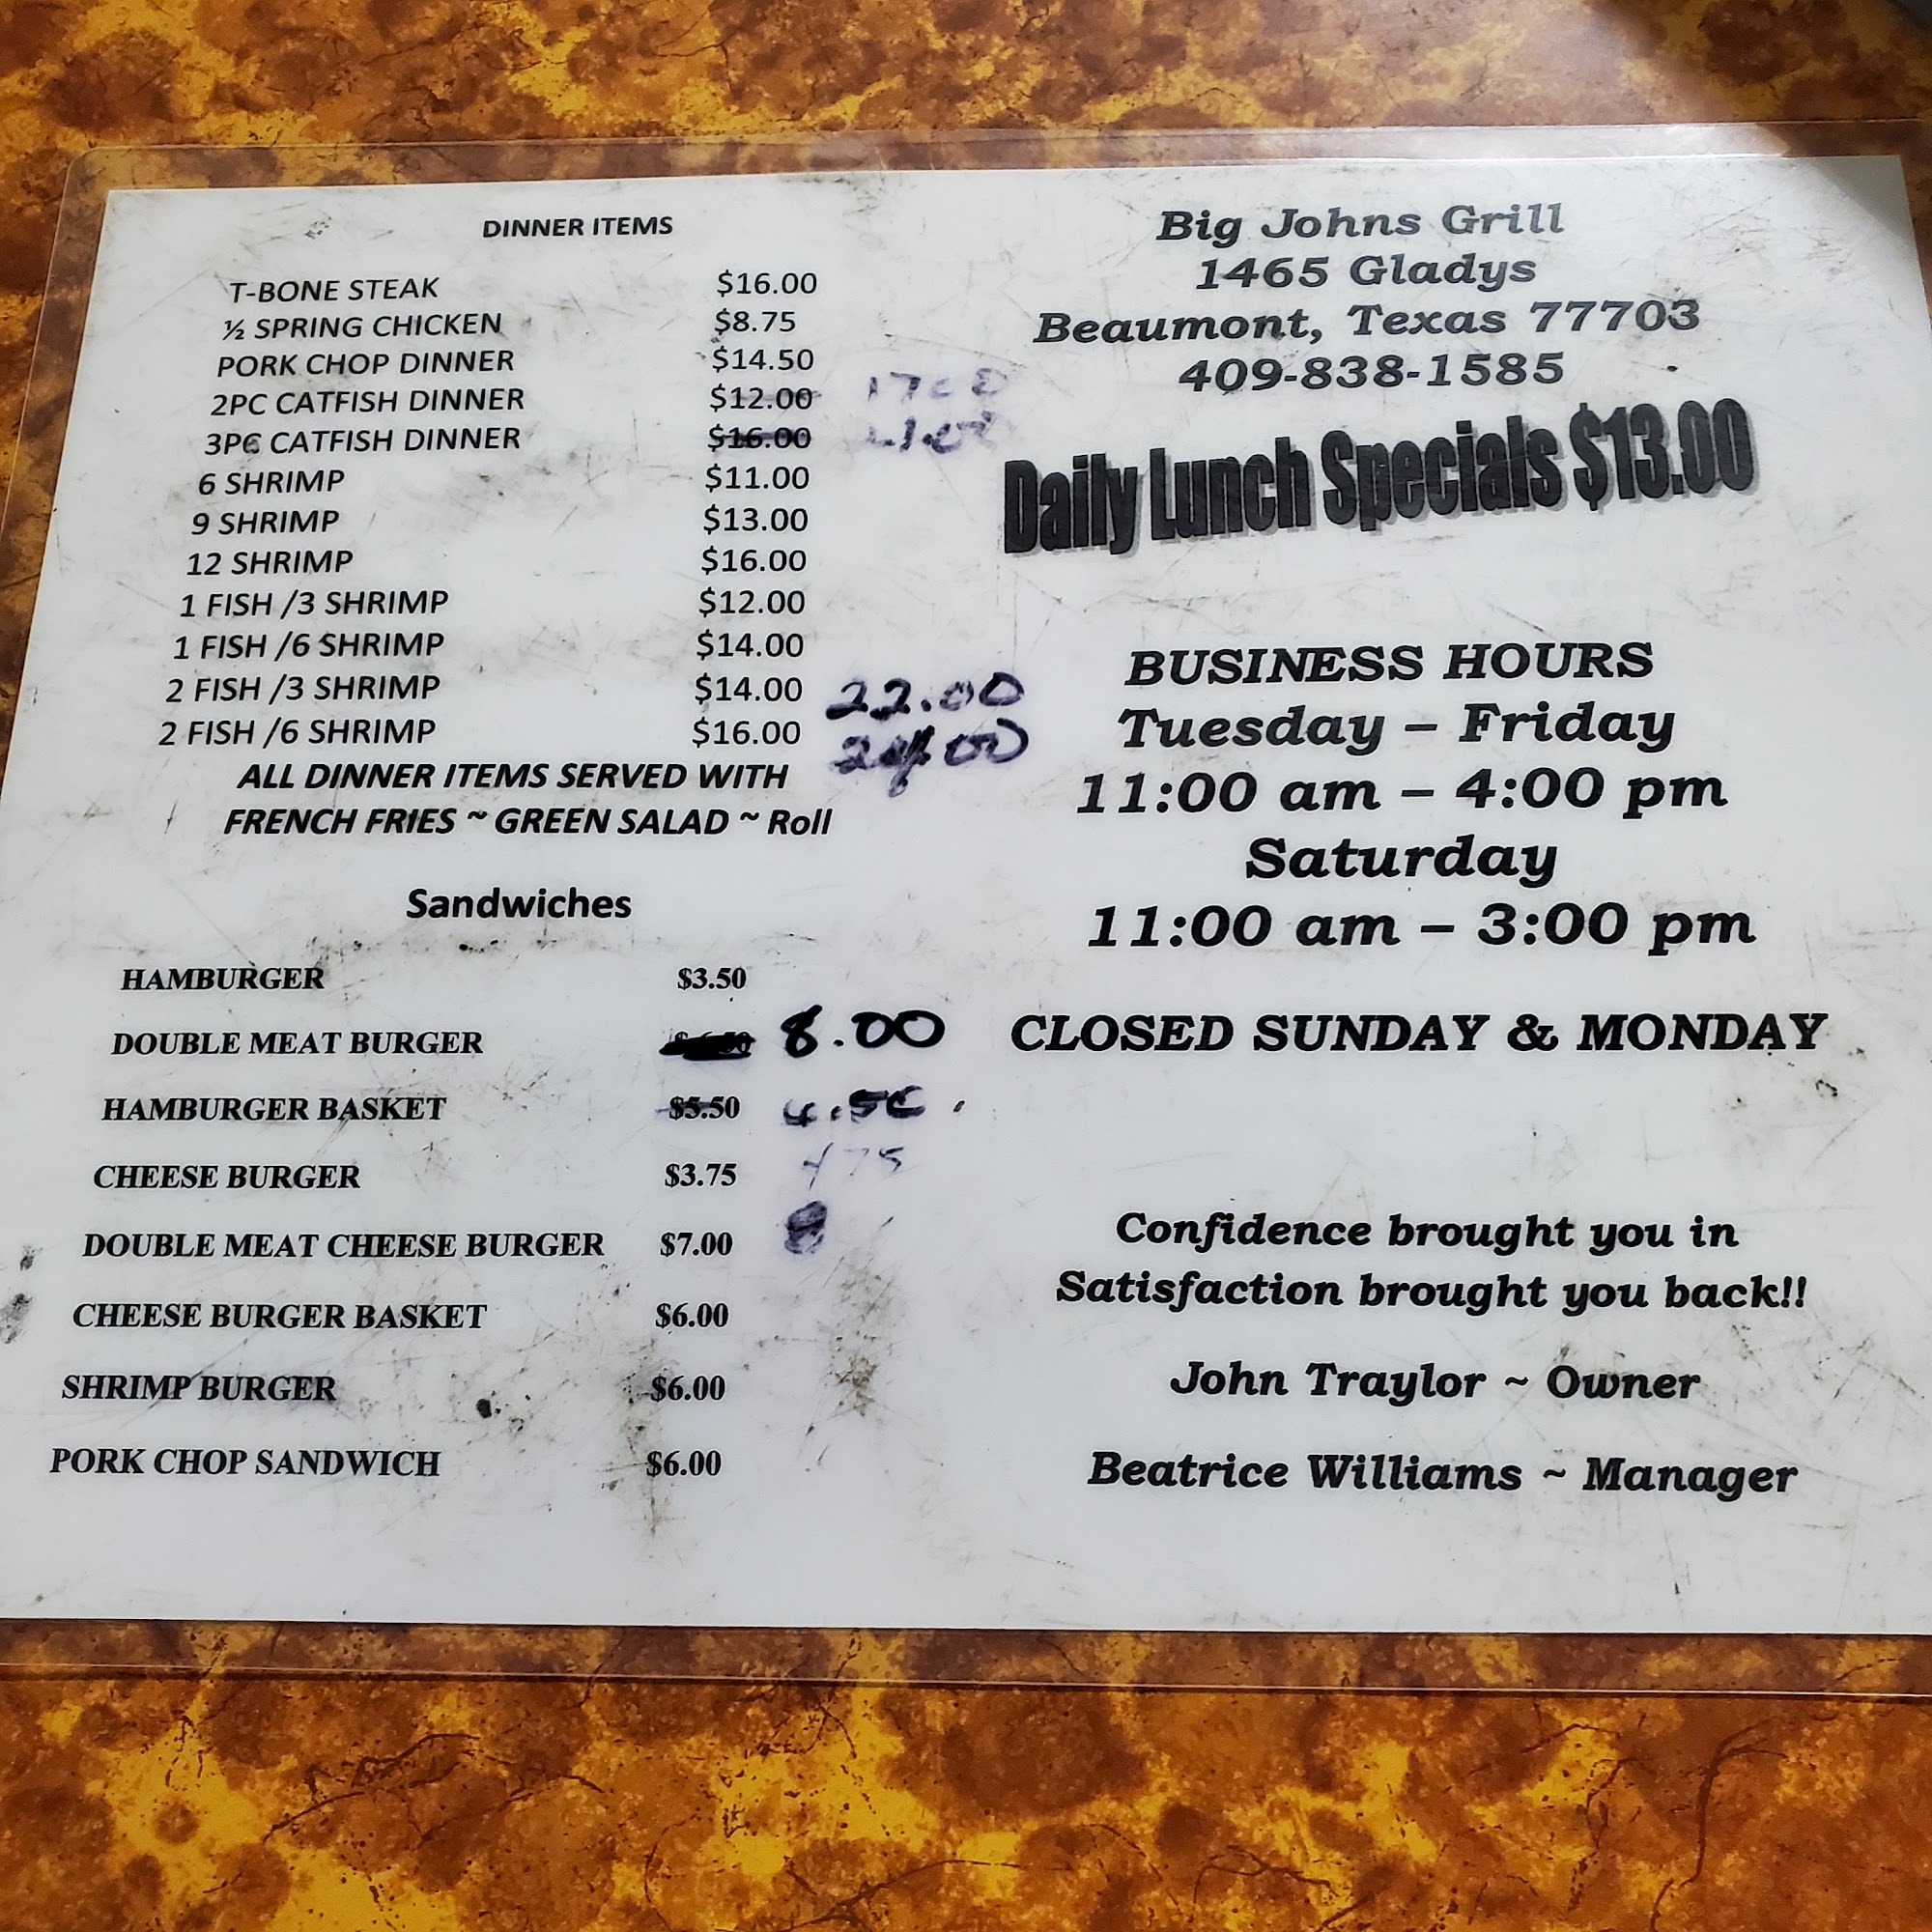 DINNER ITEMS
T-BONE STEAK $16.00
½ SPRING CHICKEN $8.75
PORK CHOP DINNER $14.50
2PC CATFISH DINNER $12.00
3PC CATFISH DINNER $16.00
6 SHRIMP $11.00
9 SHRIMP $13.00
12 SHRIMP $16.00
1 FISH /3 SHRIMP $12.00
1 FISH /6 SHRIMP $14.00
2 FISH /3 SHRIMP $14.00 22.00
2 FISH /6 SHRIMP $16.00
ALL DINNER ITEMS SERVED WITH
FRENCH FRIES ~ GREEN SALAD ~ Roll
Sandwiches
HAMBURGER $3.50
DOUBLE MEAT BURGER 8.00
HAMBURGER BASKET $5.50
CHEESE BURGER $3.75
DOUBLE MEAT CHEESE BURGER $7.00
CHEESE BURGER BASKET $6.00
SHRIMP BURGER $6.00
PORK CHOP SANDWICH $6.00
Big Johns Grill
1465 Gladys
Beaumont, Texas 77703
409-838-1585
Daily Lunch Specials $13.00
BUSINESS HOURS
Tuesday – Friday
11:00 am – 4:00 pm
Saturday
11:00 am – 3:00 pm
CLOSED SUNDAY & MONDAY
Confidence brought you in
Satisfaction brought you back!!
John Traylor ~ Owner
Beatrice Williams ~ Manager